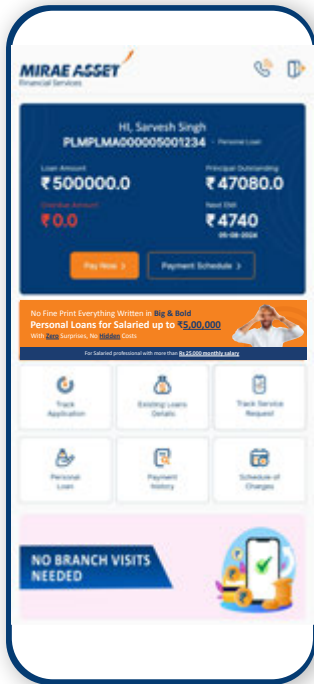 MIRAE ASSET
Financial Services
HI, Sarvesh Singh
PLMPLMA000005001234 - Personal Loan
Loan Amount
₹500000.0
Principal Outstanding
₹47080.0
Overdue Amount
₹0.0
Next EMI
₹4740
05-08-2024
Pay Now >
Payment Schedule >
No Fine Print Everything Written in Big & Bold
Personal Loans for Salaried up to ₹5,00,000
With Zero Surprises, No Hidden Costs
For Salaried professional with more than Rs 25,000 monthly salary
Track
Application
Existing Loans
Details
Track Service
Request
Personal
Loan
Payment
history
Schedule of
Charges
NO BRANCH VISITS
NEEDED